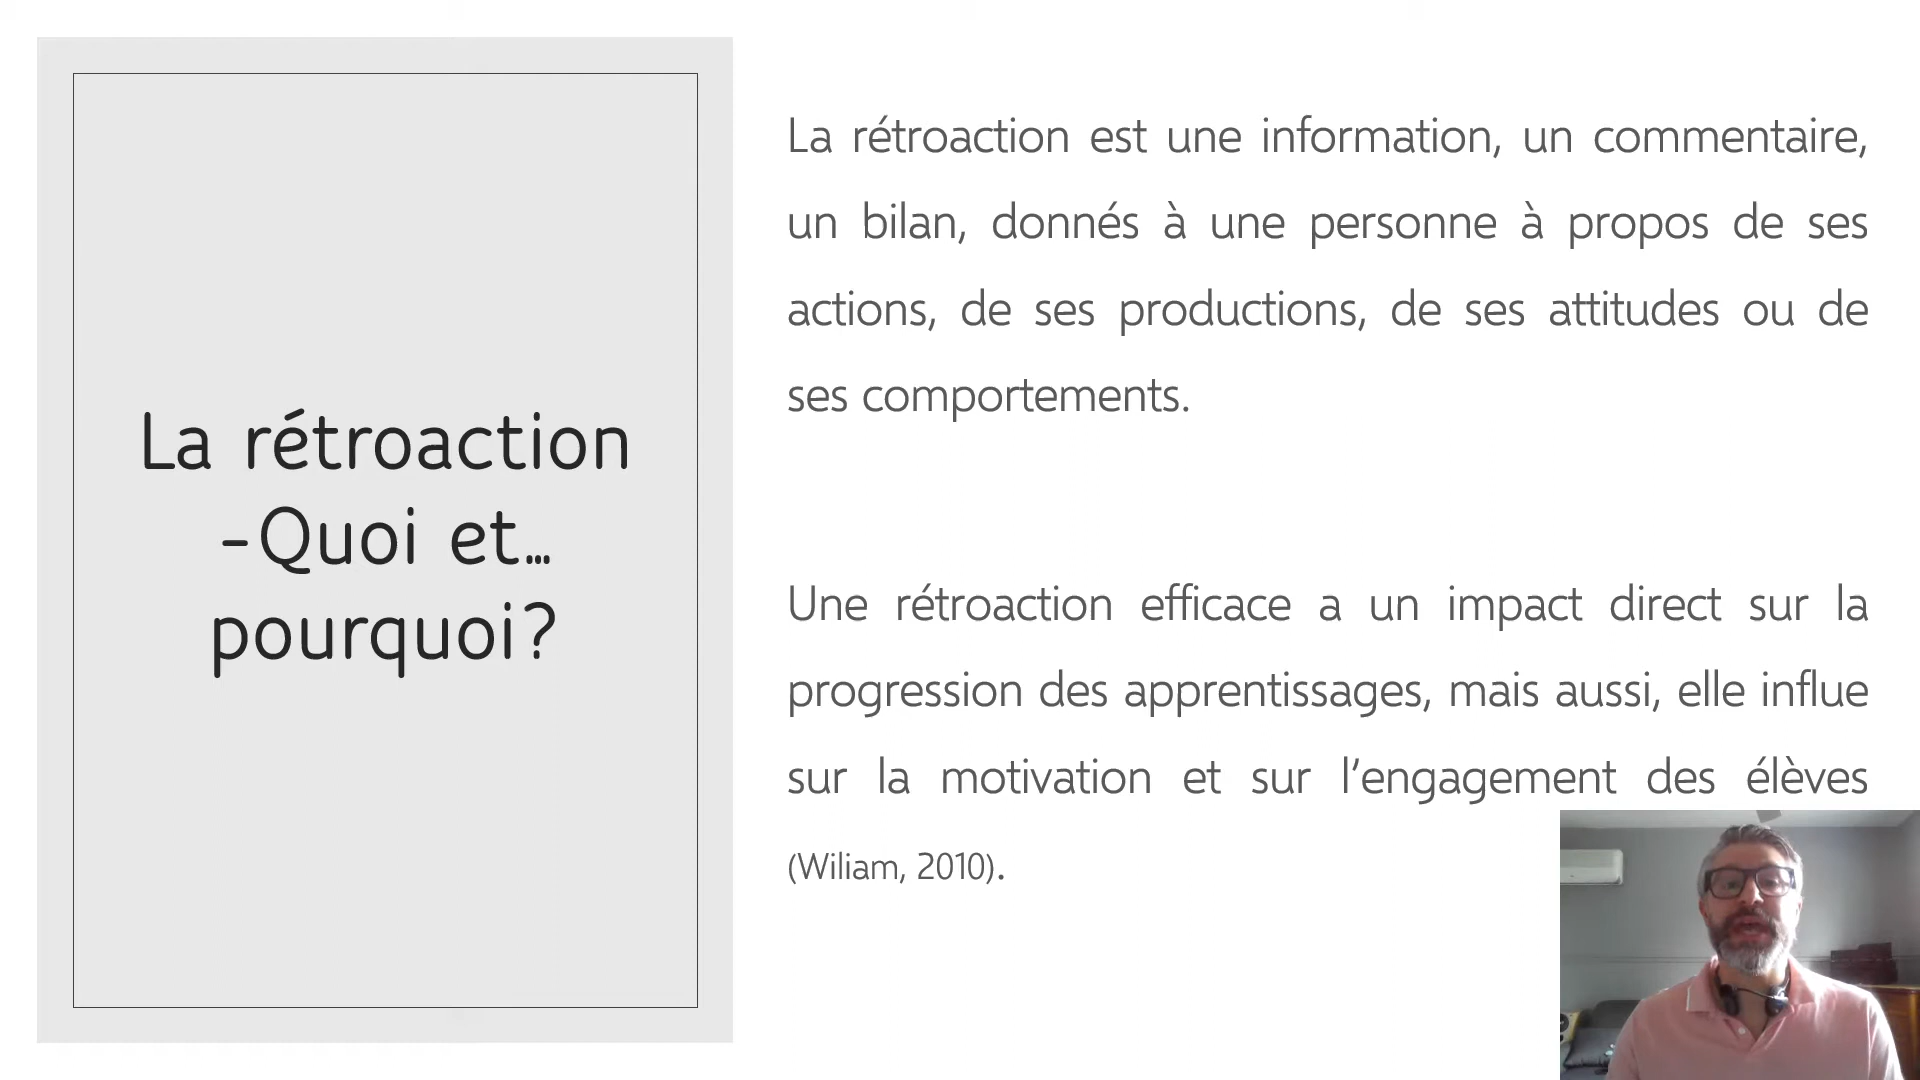 La rétroaction
-Quoi et…
pourquoi?
La rétroaction est une information, un commentaire,
un bilan, donnés à une personne à propos de ses
actions, de ses productions, de ses attitudes ou de
ses comportements.
Une rétroaction efficace a un impact direct sur la
progression des apprentissages, mais aussi, elle influe
sur la motivation et sur l’engagement des élèves
(Wiliam, 2010).